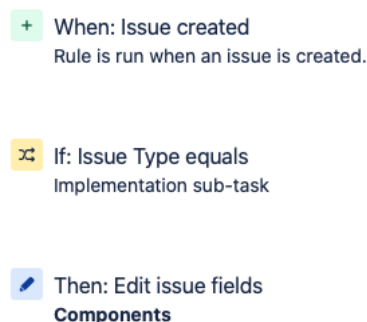 When: Issue created
Rule is run when an issue is created.
If: Issue Type equals
Implementation sub-task
Then: Edit issue fields
Components